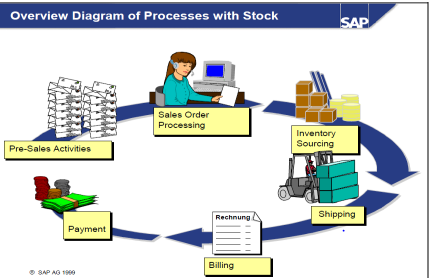 Overview Diagram of Processes with Stock
SAP
Sales Order
Processing
Inventory
Sourcing
Pre-Sales Activities
Shipping
Rechnung
Payment
Billing
© SAP AG 1999